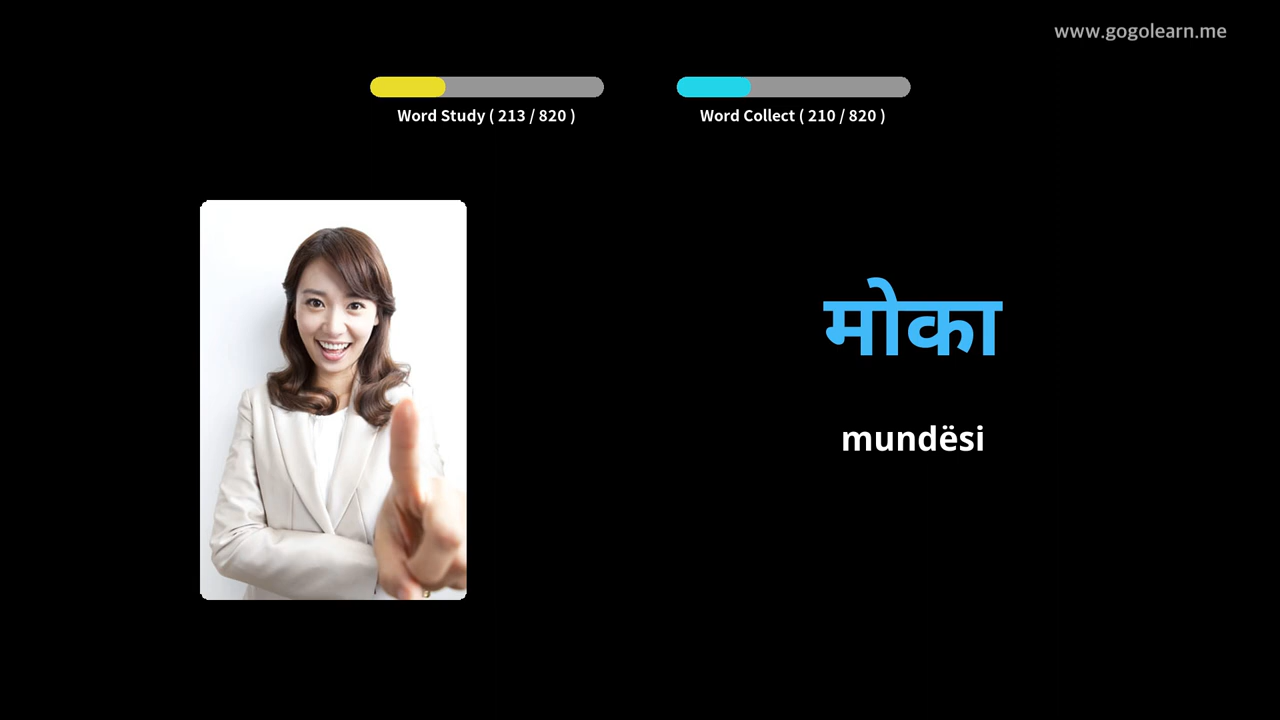 www.gogolearn.me
Word Study ( 213 / 820 )
Word Collect ( 210 / 820 )
मोका
mundësi